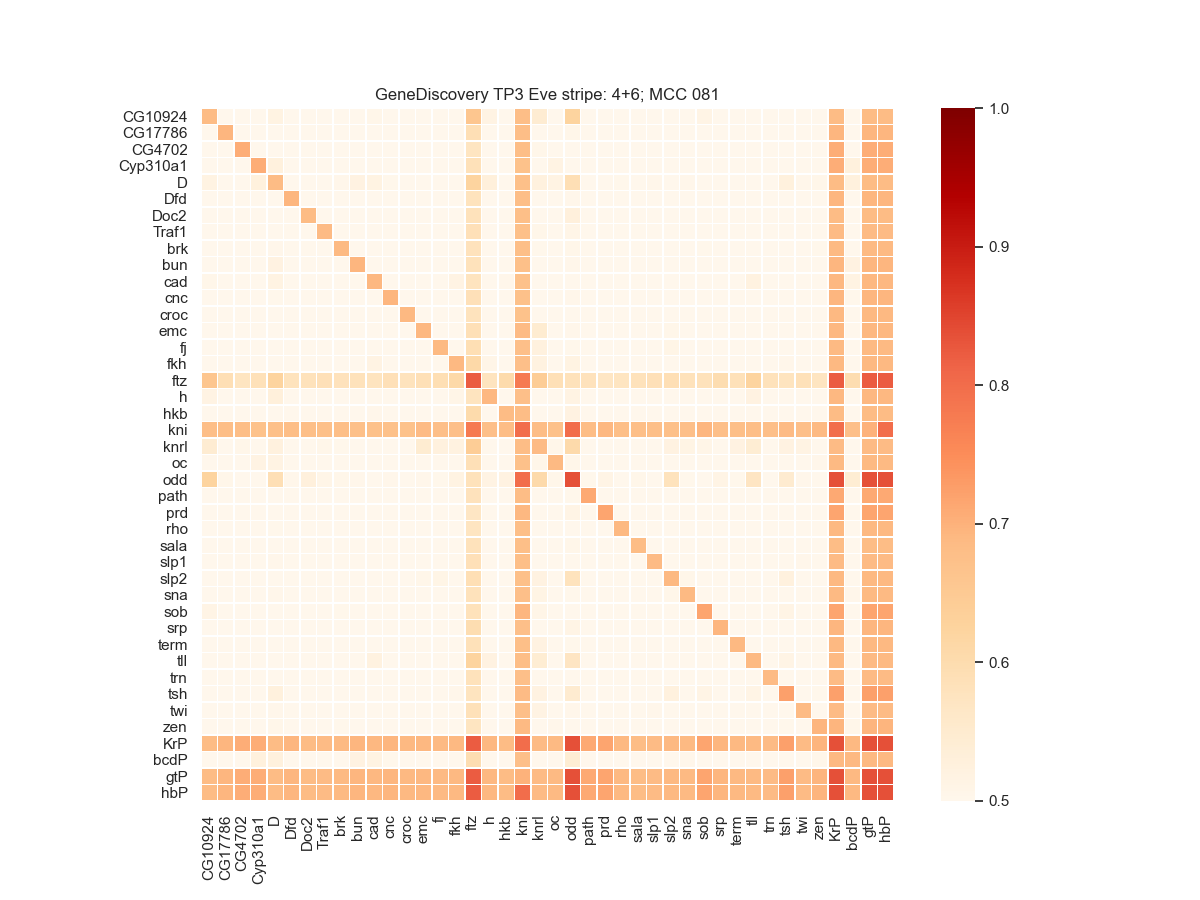 GeneDiscovery TP3 Eve stripe: 4+6; MCC 081
CG10924
CG17786
CG4702
Cyp310a1
D
Dfd
Doc2
Traf1
brk
bun
cad
cnc
croc
emc
fj
fkh
ftz
h
hkb
kni
knrl
oc
odd
path
prd
rho
sala
slp1
slp2
sna
sob
srp
term
tll
trn
tsh
twi
zen
KrP
bcdP
gtP
hbP
CG10924
CG17786
CG4702
Cyp310a1
D
Dfd
Doc2
Traf1
brk
bun
cad
cnc
croc
emc
fj
fkh
ftz
h
hkb
kni
knrl
oc
odd
path
prd
rho
sala
slp1
slp2
sna
sob
srp
term
tll
trn
tsh
twi
zen
KrP
bcdP
gtP
hbP
1.0
0.9
0.8
0.7
0.6
0.5